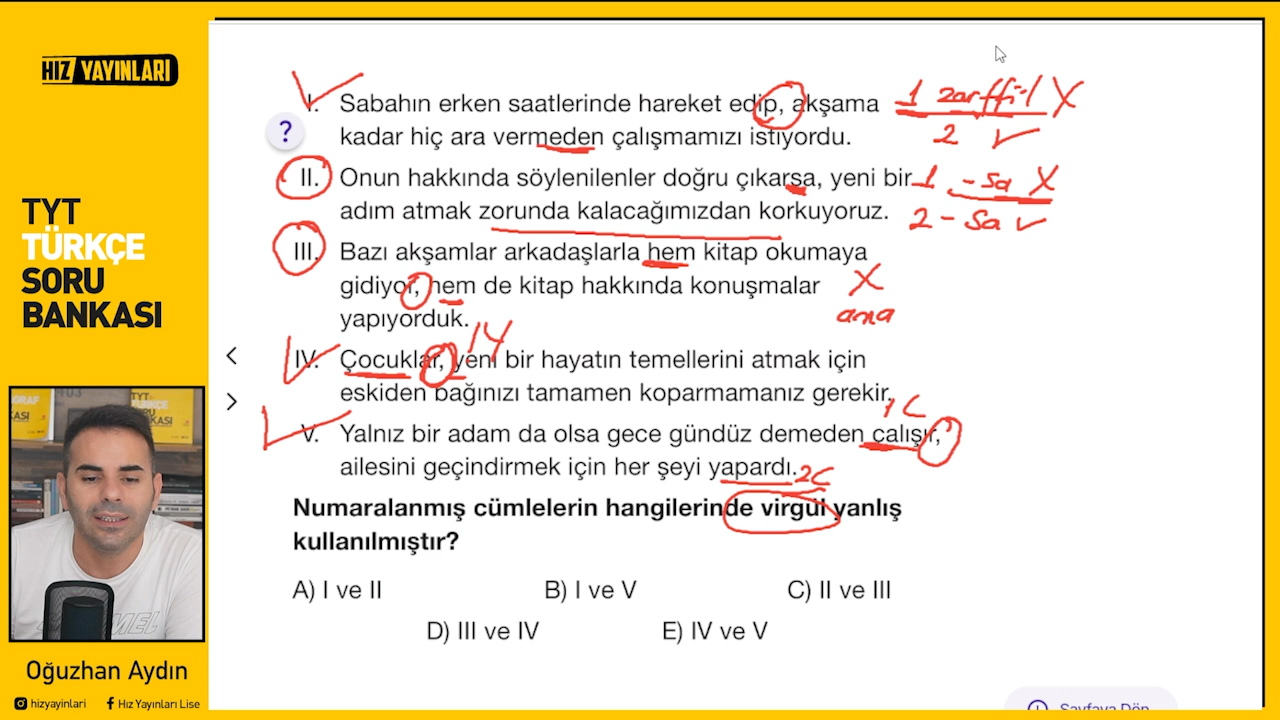 HIZ YAYINLARI
TYT
TÜRKÇE
SORU
BANKASI
Oğuzhan Aydın
hizyayinlari
Hız Yayınları Lise
?
I. Sabahın erken saatlerinde hareket edip, akşama
kadar hiç ara vermeden çalışmamızı istiyordu.
1 zarffiil X
2 ✓
II. Onun hakkında söylenilenler doğru çıkarsa, yeni bir
adım atmak zorunda kalacağımızdan korkuyoruz.
1 -sa X
2 - sa ✓
III. Bazı akşamlar arkadaşlarla hem kitap okumaya
gidiyor, hem de kitap hakkında konuşmalar
yapıyorduk.
X
IV. Çocuklar, yeni bir hayatın temellerini atmak için
eskiden bağınızı tamamen koparmamanız gerekir.
V. Yalnız bir adam da olsa gece gündüz demeden çalışır,
ailesini geçindirmek için her şeyi yapardı.
1C
2C
Numaralanmış cümlelerin hangilerinde virgül yanlış
kullanılmıştır?
A) I ve II
B) I ve V
C) II ve III
D) III ve IV
E) IV ve V
Sayfaya Dön